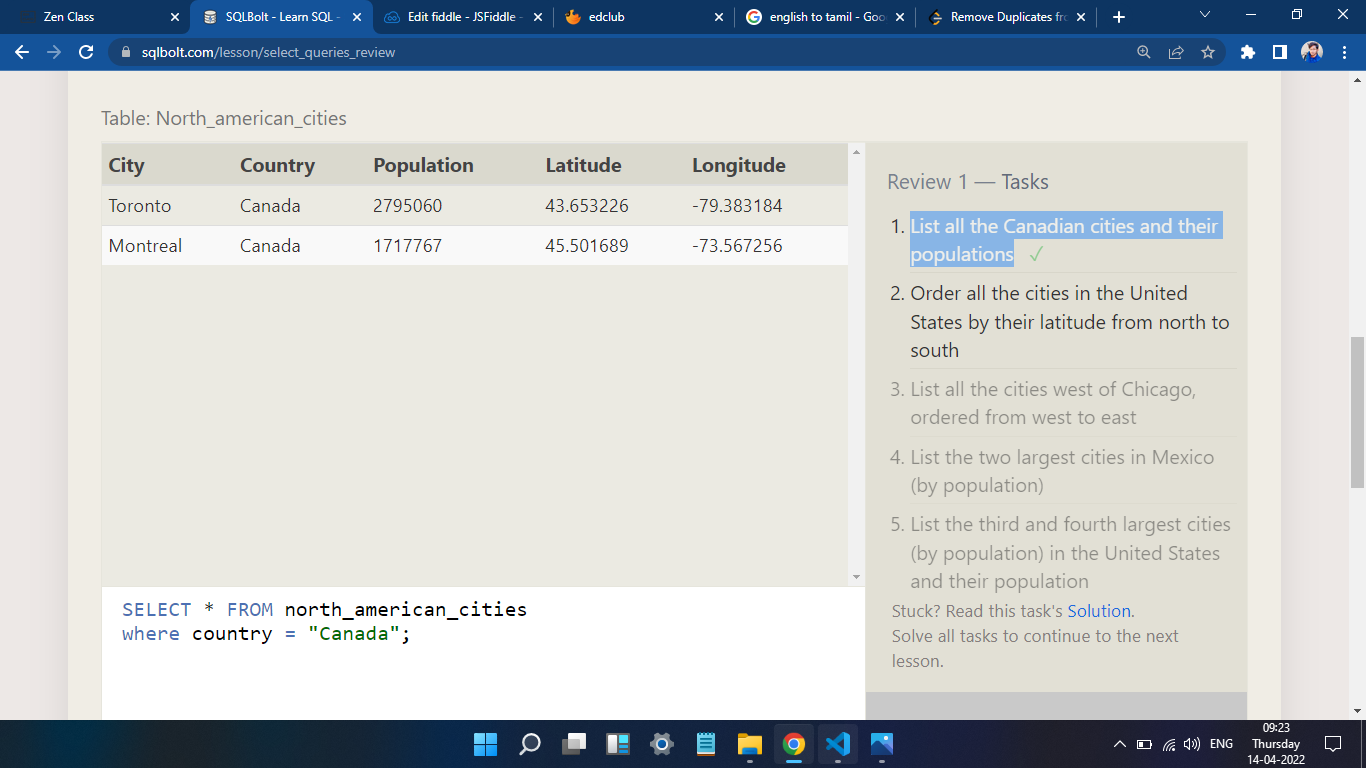 Zen Class
SQLBolt - Learn SQL -
Edit fiddle - JSFiddle -
edclub
english to tamil - Goo
Remove Duplicates fro
sqlbolt.com/lesson/select_queries_review
Table: North_american_cities
City Country Population Latitude Longitude
Toronto Canada 2795060 43.653226 -79.383184
Montreal Canada 1717767 45.501689 -73.567256
SELECT * FROM north_american_cities
where country = "Canada";
Review 1 — Tasks
1. List all the Canadian cities and their
populations ✓
2. Order all the cities in the United
States by their latitude from north to
south
3. List all the cities west of Chicago,
ordered from west to east
4. List the two largest cities in Mexico
(by population)
5. List the third and fourth largest cities
(by population) in the United States
and their population
Stuck? Read this task's Solution.
Solve all tasks to continue to the next
lesson.
ENG
09:23
Thursday
14-04-2022